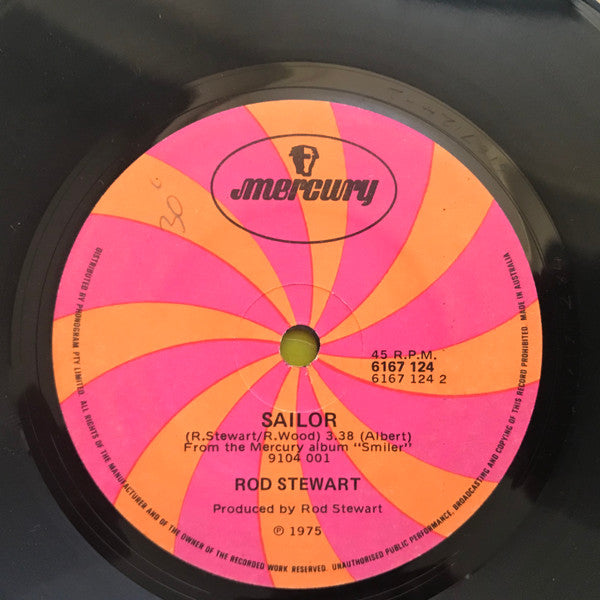 mercury
30c
45 R.P.M.
6167 124
6167 124 2
SAILOR
(R.Stewart/R.Wood) 3.38 (Albert)
From the Mercury album "Smiler"
9104 001
ROD STEWART
Produced by Rod Stewart
℗ 1975
DISTRIBUTED BY PHONOGRAM PTY LIMITED. ALL RIGHTS OF THE MANUFACTURER AND OF THE OWNER OF THE RECORDED WORK RESERVED. UNAUTHORISED PUBLIC PERFORMANCE, BROADCASTING AND COPYING OF THIS RECORD PROHIBITED. MADE IN AUSTRALIA